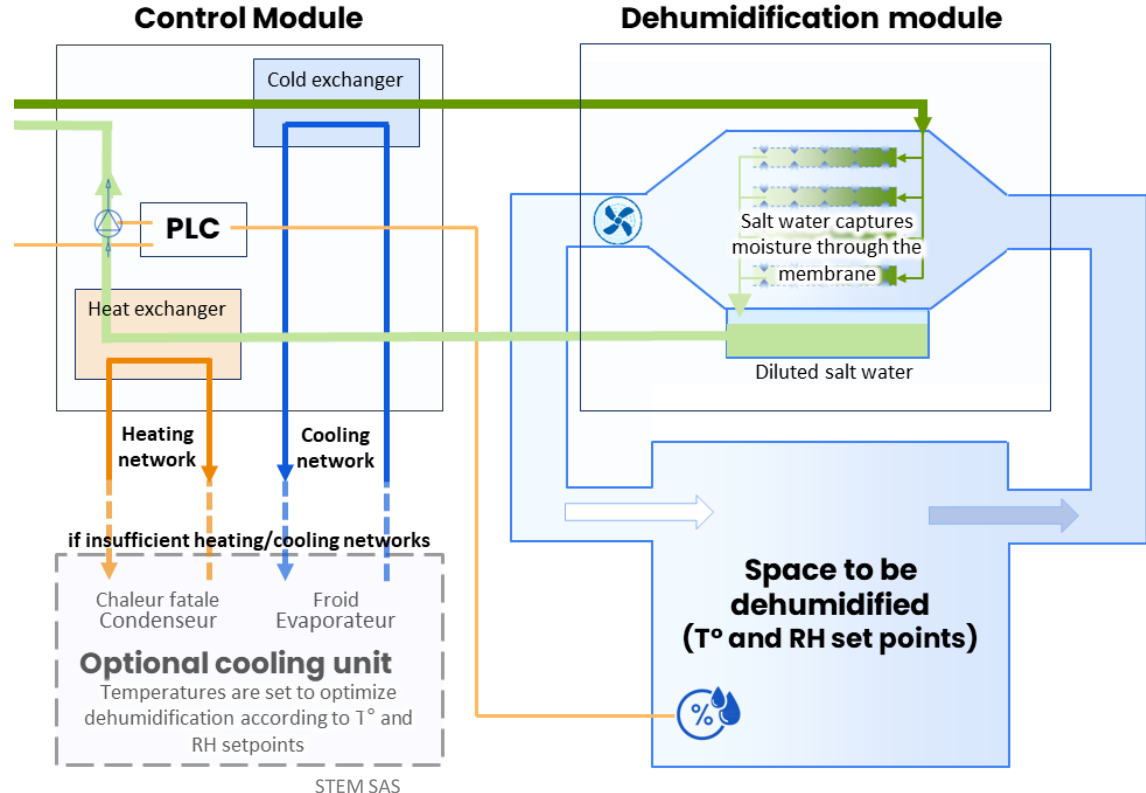 Control Module
Dehumidification module
Cold exchanger
Salt water captures
moisture through the
membrane
PLC
Heat exchanger
Diluted salt water
Heating
network
Cooling
network
if insufficient heating/cooling networks
Chaleur fatale
Condenseur
Froid
Evaporateur
Optional cooling unit
Temperatures are set to optimize
dehumidification according to T° and
RH setpoints
Space to be
dehumidified
(T° and RH set points)
%
STEM SAS